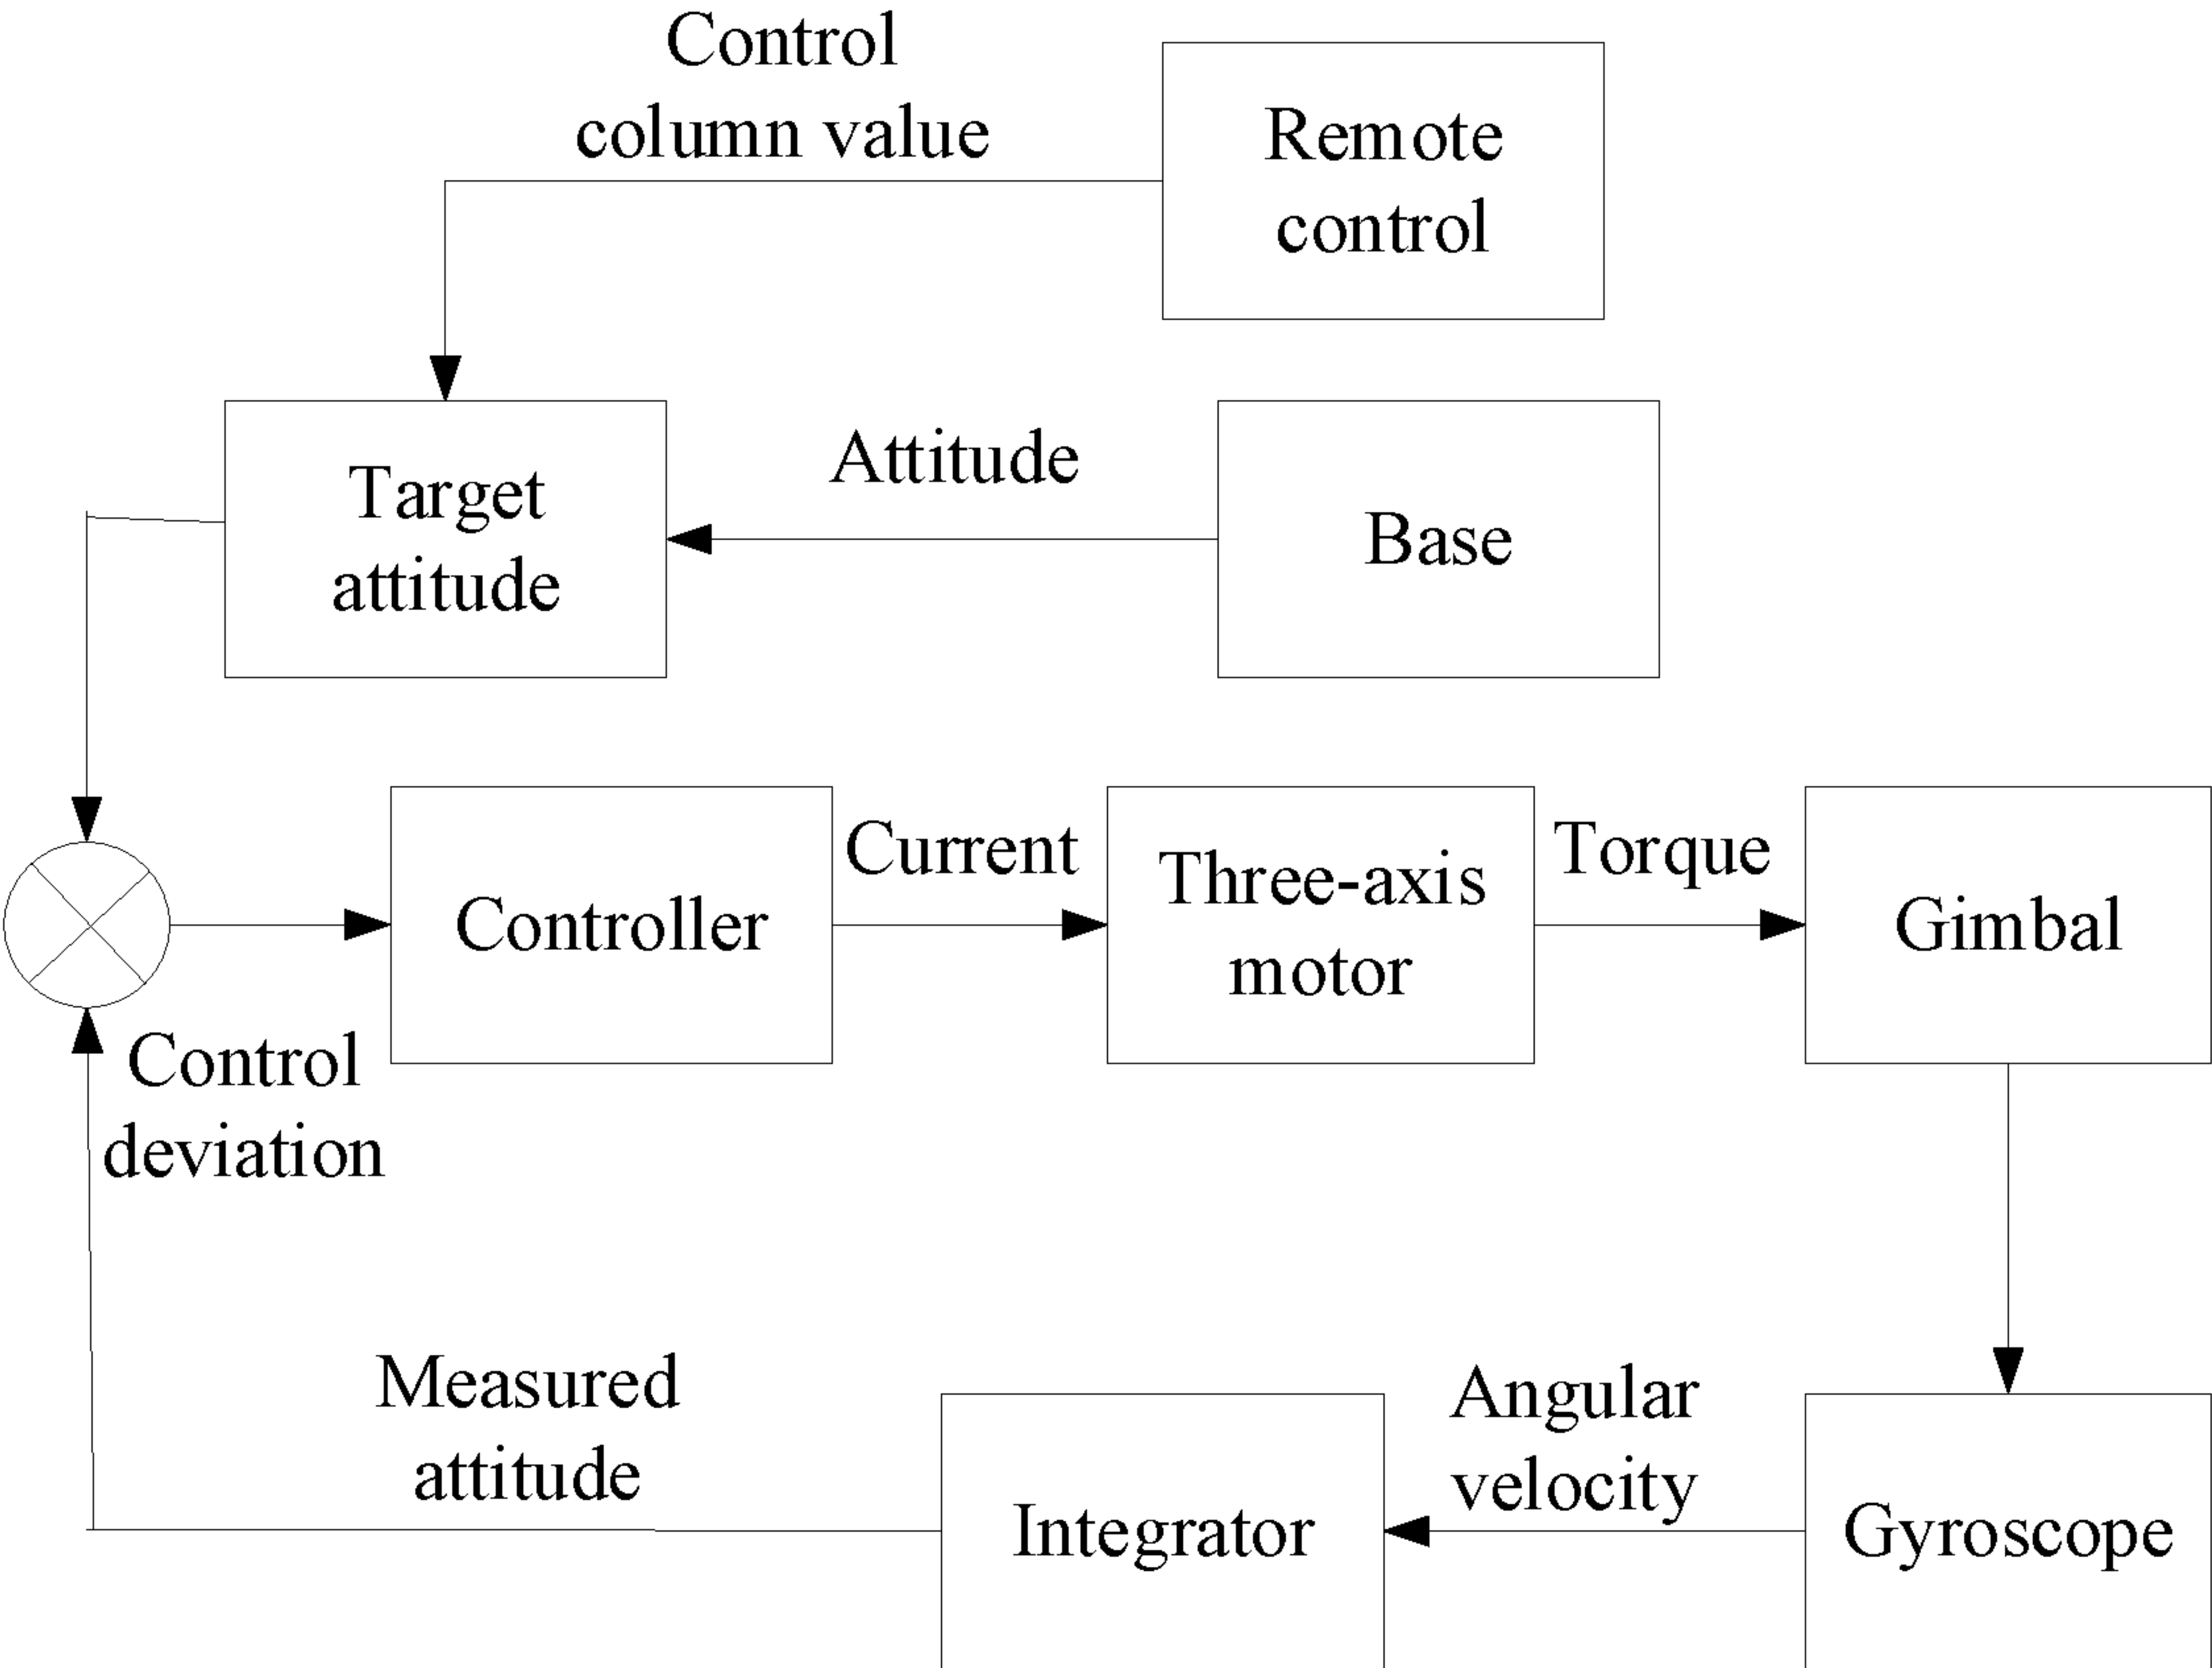 Control
column value
Remote
control
Target
attitude
Attitude
Base
Controller
Current
Three-axis
motor
Torque
Gimbal
Control
deviation
Measured
attitude
Integrator
Angular
velocity
Gyroscope